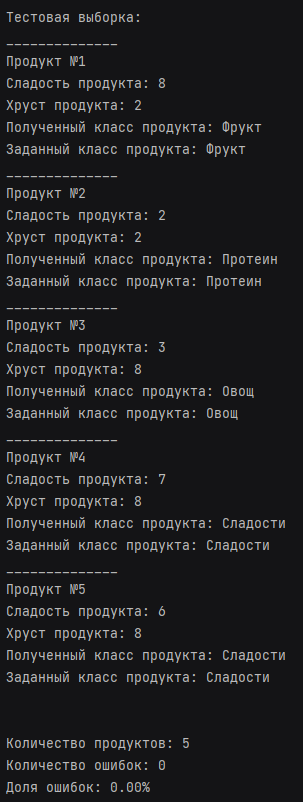 Тестовая выборка:
______________
Продукт №1
Сладость продукта: 8
Хруст продукта: 2
Полученный класс продукта: Фрукт
Заданный класс продукта: Фрукт
______________
Продукт №2
Сладость продукта: 2
Хруст продукта: 2
Полученный класс продукта: Протеин
Заданный класс продукта: Протеин
______________
Продукт №3
Сладость продукта: 3
Хруст продукта: 8
Полученный класс продукта: Овощ
Заданный класс продукта: Овощ
______________
Продукт №4
Сладость продукта: 7
Хруст продукта: 8
Полученный класс продукта: Сладости
Заданный класс продукта: Сладости
______________
Продукт №5
Сладость продукта: 6
Хруст продукта: 8
Полученный класс продукта: Сладости
Заданный класс продукта: Сладости
Количество продуктов: 5
Количество ошибок: 0
Доля ошибок: 0.00%